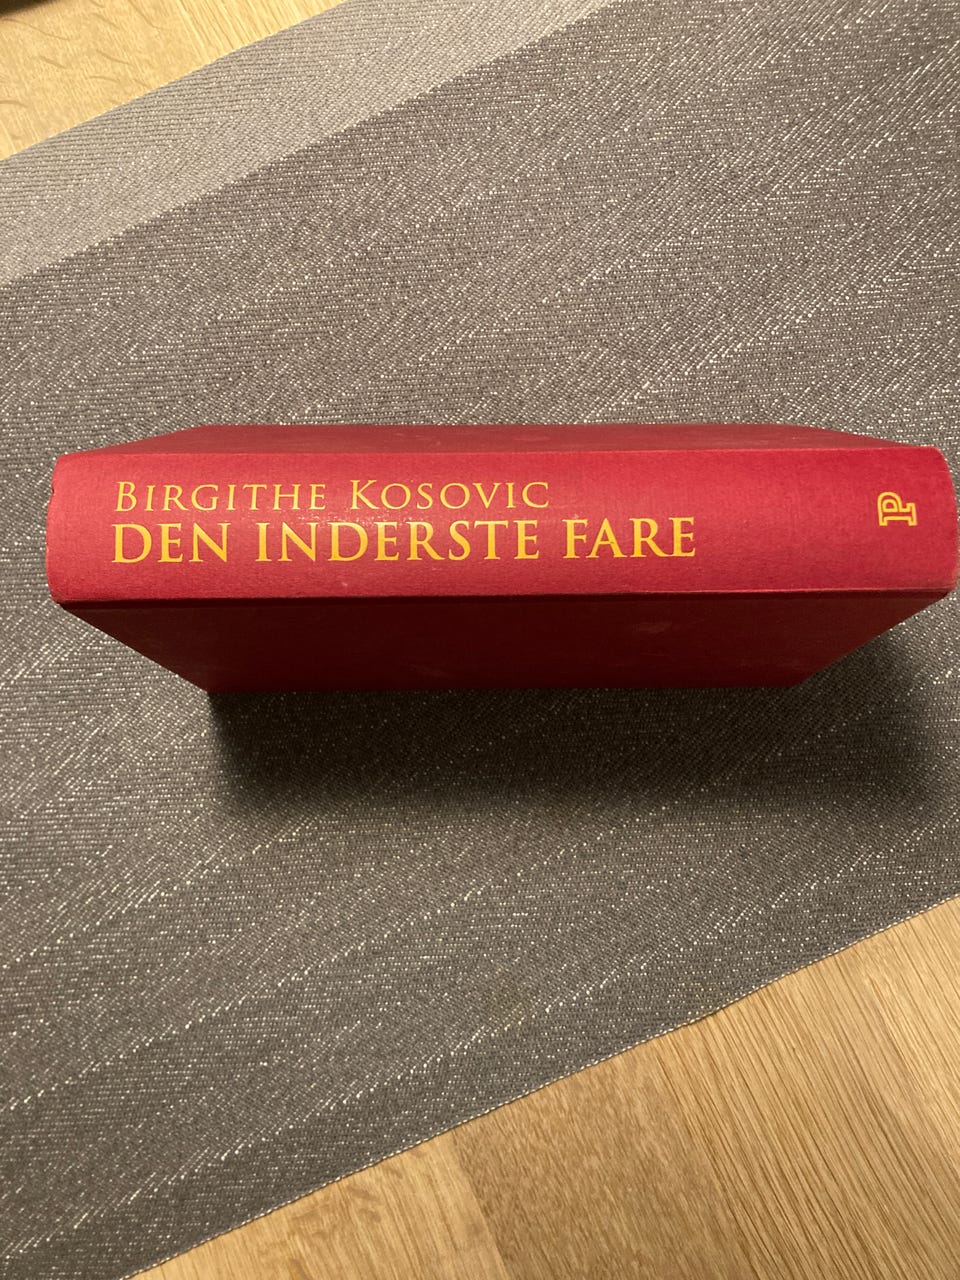 BIRGITHE KOSOVIC
DEN INDERSTE FARE
P